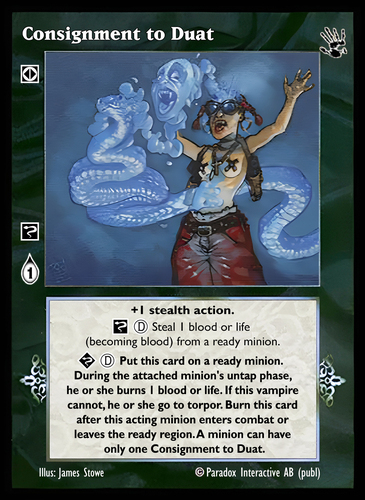 Consignment to Duat
1
+1 stealth action.
Ⓓ Steal 1 blood or life
(becoming blood) from a ready minion.
Ⓓ Put this card on a ready minion.
During the attached minion's untap phase,
he or she burns 1 blood or life. If this vampire
cannot, he or she go to torpor. Burn this card
after this acting minion enters combat or
leaves the ready region. A minion can have
only one Consignment to Duat.
Illus: James Stowe
© Paradox Interactive AB (publ)